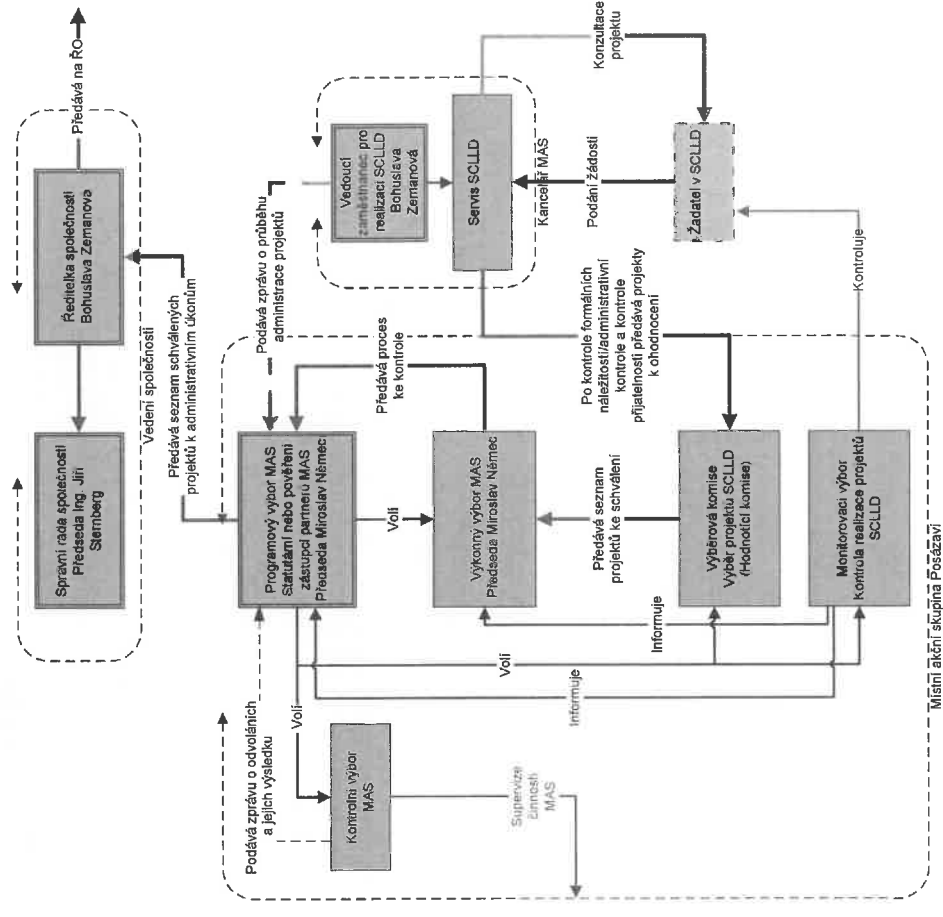 Správní rada společnosti
Předseda Ing. Jiří
Sternberg
Ředitelka společnosti
Bohuslava Zemanová
Předává na ŘO
Vedení společnosti
Předává seznam schválených
projektů k administrativním úkonům
Podává zprávu o odvoláních
a jejich výsledku
Programový výbor MAS
Statutární nebo pověření
zástupci partnerů MAS
Předseda Miroslav Němec
Podává zprávu o průběhu
administrace projektů
Vedoucí
zaměstnanec pro
realizaci SCLLD
Bohuslava
Zemanová
Volí
Kontrolní výbor
MAS
Volí
Předává proces
ke kontrole
Servis SCLLD
Kancelář MAS
Konzultace
projektu
Výkonný výbor MAS
Předseda Miroslav Němec
Supervize
činnosti
MAS
Volí
Informuje
Informuje
Předává seznam
projektů ke schválení
Po kontrole formálních
náležitostí/administrativní
kontrole a kontrole
přijatelnosti předává projekty
k ohodnocení
Podání žádosti
Výběrová komise
Výběr projektů SCLLD
(Hodnotící komise)
Žadatel v SCLLD
Monitorovací výbor
Kontrola realizace projektů
SCLLD
Kontroluje
Místní akční skupina Posázaví